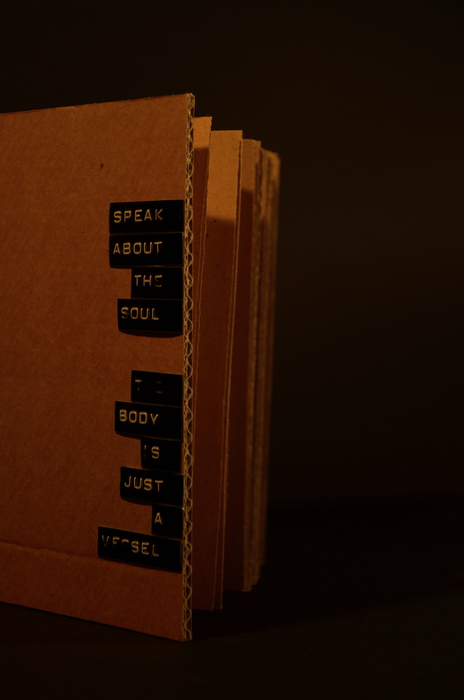 SPEAK
ABOUT
THE
SOUL
THE
BODY
IS
JUST
A
VESSEL